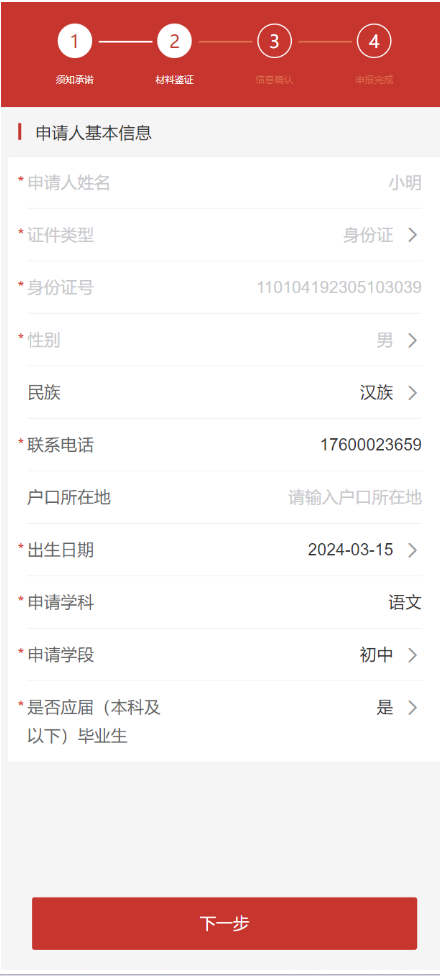 1 2 3 4
须知承诺 材料鉴证 信息确认 申报完成
申请人基本信息
* 申请人姓名 小明
* 证件类型 身份证
* 身份证号 110104192305103039
* 性别 男
民族 汉族
* 联系电话 17600023659
户口所在地 请输入户口所在地
* 出生日期 2024-03-15
* 申请学科 语文
* 申请学段 初中
* 是否应届（本科及 是
以下）毕业生
下一步